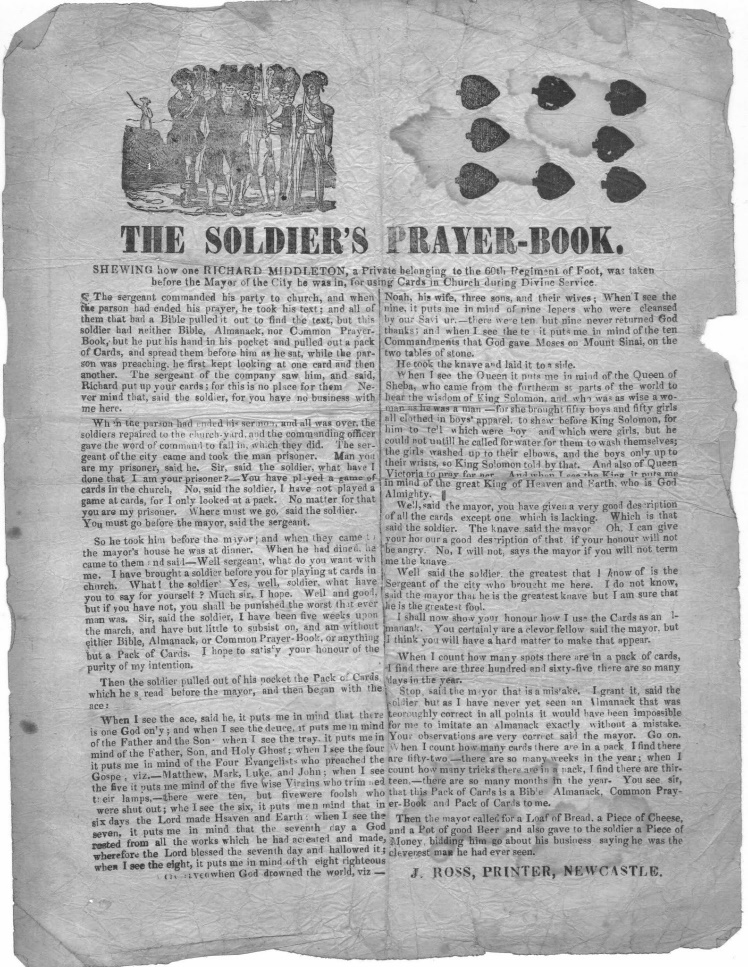 THE SOLDIER'S PRAYER-BOOK.
SHEWING how one RICHARD MIDDLETON, a Private belonging to the 60th Regiment of Foot, was taken
before the Mayor of the City he was in, for using Cards in Church during Divine Service.
The sergeant commanded his party to church, and when
the parson had ended his prayer, he took his text; and all of
them that had a Bible pulled it out to find the text, but this
soldier had neither Bible, Almanack, nor Common Prayer-
Book, but he put his hand in his pocket and pulled out a pack
of Cards, and spread them before him as he sat, while the par-
son was preaching, he first kept looking at one card and then
another. The sergeant of the company saw him, and said,
Richard put up your cards; for this is no place for them Ne-
ver mind that, said the soldier, for you have no business with
me here.
Wh n the parson had ended his sermon, and all was over, the
soldiers repaired to the church-yard, and the commanding officer
gave the word of command to fall in, which they did. The ser-
geant of the city came and took the man prisoner. Man you
are my prisoner, said he. Sir, said the soldier, what have I
done that I am your prisoner?—You have pl-yed a game of
cards in the church, No, said the soldier, I have not played a
game at cards, for I only looked at a pack. No matter for that
you are my prisoner. Where must we go, said the soldier.
You must go before the mayor, said the sergeant.
So he took him before the mayor; and when they came
the mayor's house he was at dinner. When he had dined, he
came to them and said—Well sergeant, what do you want with
me. I have brought a soldier before you for playing at cards in
church. What! the soldier? Yes, well, soldier, what have
you to say for yourself? Much sir, I hope. Well and good,
but if you have not, you shall be punished the worst that ever
man was. Sir, said the soldier, I have been five weeks upon
the march, and have but little to subsist on, and am without
either Bible, Almanack, or Common Prayer-Book, or anything
but a Pack of Cards. I hope to satisfy your honour of the
purity of my intention.
Then the soldier pulled out of his pocket the Pack of Cards
which he s read before the mayor, and then began with the
ace:
When I see the ace, said he, it puts me in mind that there
is one God on'y; and when I see the deuce, it puts me in mind
of the Father and the Son when I see the tray, it puts me in
mind of the Father, Son, and Holy Ghost; when I see the four
it puts me in mind of the Four Evangelists who preached the
Gospe, viz.—Matthew, Mark, Luke, and John; when I see
the five it puts me in mind of the five wise Virgins who trim ed
their lamps,—there were ten, but fivewere foolish who
were shut out; whe I see the six, it puts me n mind that in
six days the Lord made Hsaven and Earth: when I see the
seven, it puts me in mind that the seventh day a God
rested from all the works which he had acreated and made,
wherefore the Lord blessed the seventh day and hallowed it;
when I see the eight, it puts me in mind of th eight righteous
when God drowned the world, viz —
Noah, his wife, three sons, and their wives; When I see the
nine, it puts me in mind of nine lepers who were cleansed
by our Savi ur,—there were ten but nine never returned God
thanks; and when I see the te it puts me in mind of the ten
Commandments that God gave Moses on Mount Sinai, on the
two tables of stone.
He took the knave and laid it to a side.
When I see the Queen it puts me in mind of the Queen of
Sheba, who came from the furtherm st parts of the world to
hear the wisdom of King Solomon, and who was as wise a wo-
man as he was a man —for she brought fifty boys and fifty girls
all clothed in boys' apparel, to shew before King Solomon, for
him to tell which were boy and which were girls, but he
could not untill he called for water for them to wash themselves;
the girls washed up to their elbows, and the boys only up to
their wrists, so King Solomon told by that. And also of Queen
Victoria to pray for her. And when I see the King it puts me
in mind of the great King of Heaven and Earth, who is God
Almighty.
Well, said the mayor, you have given a very good des ription
of all the cards except one which is lacking. Which is that
said the soldier. The knave said the mayor Oh, I can give
your hor our a good des ription of that if your honour will not
be angry. No, I will not, says the mayor if you will not term
me the knave
Well said the soldier, the greatest that I know of is the
Sergeant of the city who brought me here. I do not know,
said the mayor that he is the greatest knave but I am sure that
he is the greatest fool.
I shall now show your honour how I use the Cards as an l-
manack. You certainly are a clevor fellow said the mayor, but
I think you will have a hard matter to make that appear.
When I count how many spots there are in a pack of cards,
I find there are three hundred and sixty-five there are so many
days in the year.
Stop, said the mayor that is a mistake. I grant it, said the
soldier but as I have never yet seen an Almanack that was
thoroughly correct in all points it would have been impossible
for me to imitate an Almanack exactly without a mistake.
Your observations are very correct said the mayor. Go on.
When I count how many cards there are in a pack I find there
are fifty-two —there are so many weeks in the year; when I
count how many tricks there are in a pack, I find there are thir-
teen,—there are so many months in the year. You see, sir,
that this Pack of Cards is a Bible Almanack, Common Pray-
er-Book and Pack of Cards to me.
Then the mayor called for a Loaf of Bread, a Piece of Cheese,
and a Pot of good Beer and also gave to the soldier a Piece of
Money, bidding him go about his business saying he was the
cleverest man he had ever seen.
J. ROSS, PRINTER, NEWCASTLE.